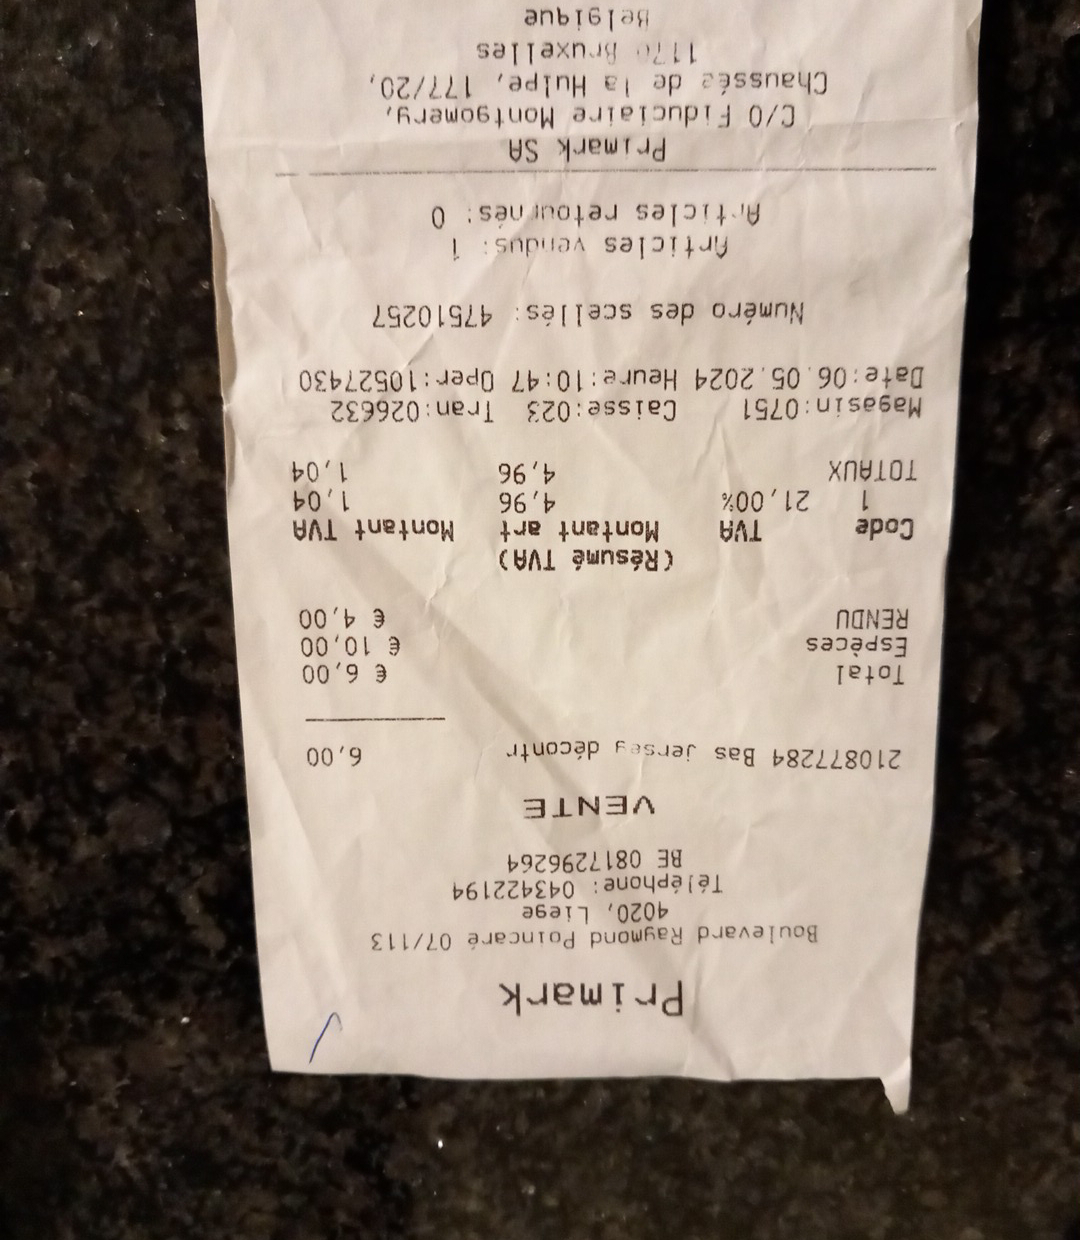 Primark
Boulevard Raymond Poincaré 07/113
4020, Liege
Téléphone: 043422194
BE 0817296264
VENTE
210877284 Bas jersey décontr 6,00
Total € 6,00
Espèces € 10,00
RENDU € 4,00
(Résumé TVA)
Code TVA Montant art Montant TVA
1 21,00% 4,96 1,04
TOTAUX 4,96 1,04
Magasin:0751 Caisse:023 Tran:026632
Date:06.05.2024 Heure:10:47 Oper:10527430
Numéro des scellés: 47510257
Articles vendus: 1
Articles retournés: 0
Primark SA
C/O Fiduciaire Montgomery,
Chaussée de la Hulpe, 177/20,
1170 Bruxelles
Belgique